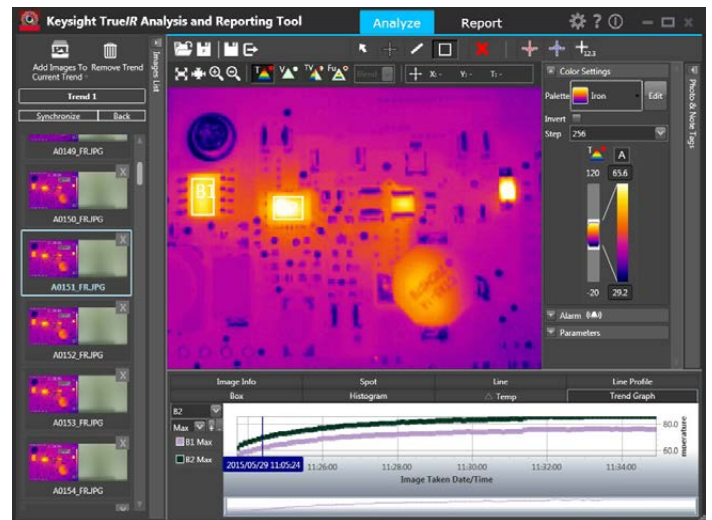 Keysight TrueIR Analysis and Reporting Tool
Analyze
Report
Add Images To Current Trend
Remove Trend
Trend 1
Synchronize
Back
A0149_FR.JPG
A0150_FR.JPG
A0151_FR.JPG
A0152_FR.JPG
A0153_FR.JPG
A0154_FR.JPG
Images List
X: - Y: - T: -
B1
Color Settings
Palette Iron Edit
Invert
Step 256
T A
120 65.6
-20 29.2
Alarm
Parameters
Photo & Note Tags
Image Info
Spot
Line
Line Profile
Box
Histogram
Temp
Trend Graph
B2
Max
B1 Max
B2 Max
2015/05/29 11:05:24
11:26:00
11:28:00
11:30:00
11:32:00
11:34:00
Image Taken Date/Time
80.0
60.0